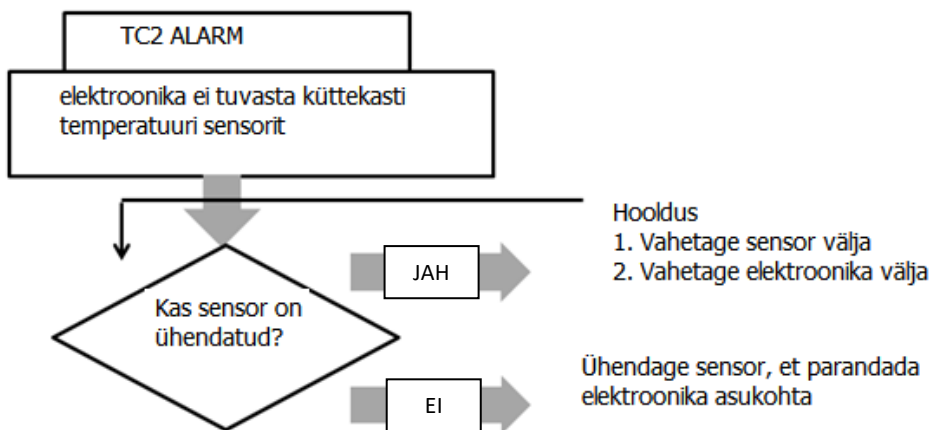 TC2 ALARM
elektroonika ei tuvasta küttekasti
temperatuuri sensorit
Kas sensor on
ühendatud?
JAH
Hooldus
1. Vahetage sensor välja
2. Vahetage elektroonika välja
EI
Ühendage sensor, et parandada
elektroonika asukohta